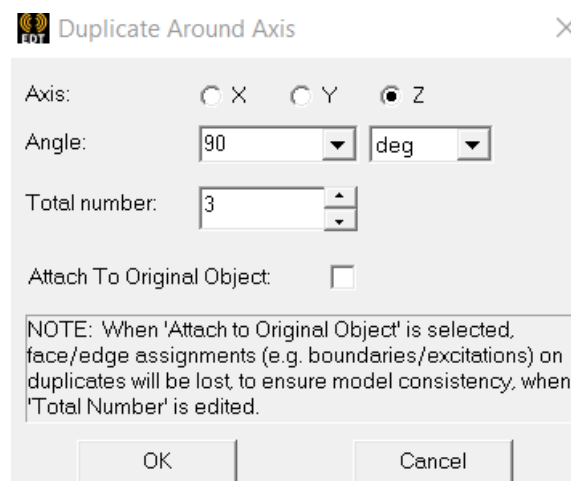 EDT Duplicate Around Axis
Axis: X Y Z
Angle: 90 deg
Total number: 3
Attach To Original Object:
NOTE: When 'Attach to Original Object' is selected,
face/edge assignments (e.g. boundaries/excitations) on
duplicates will be lost, to ensure model consistency, when
'Total Number' is edited.
OK Cancel